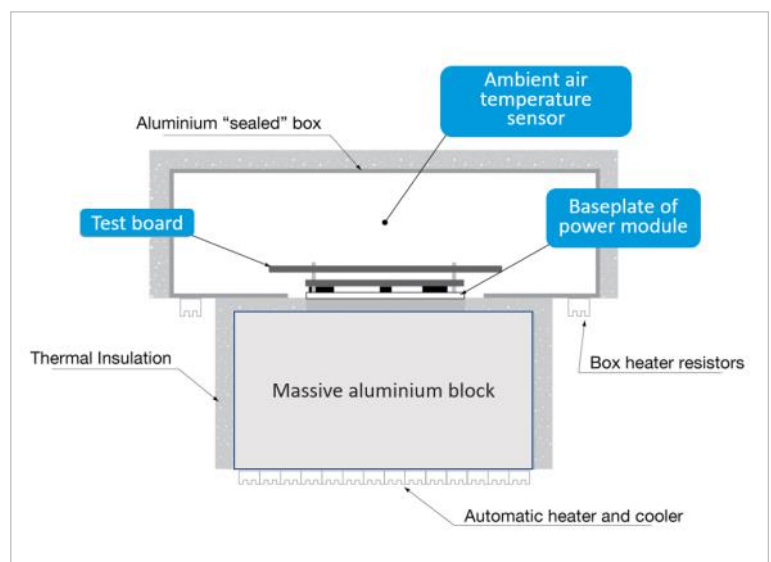 Ambient air
temperature
sensor
Aluminium “sealed” box
Test board
Baseplate of
power module
Thermal Insulation
Box heater resistors
Massive aluminium block
Automatic heater and cooler